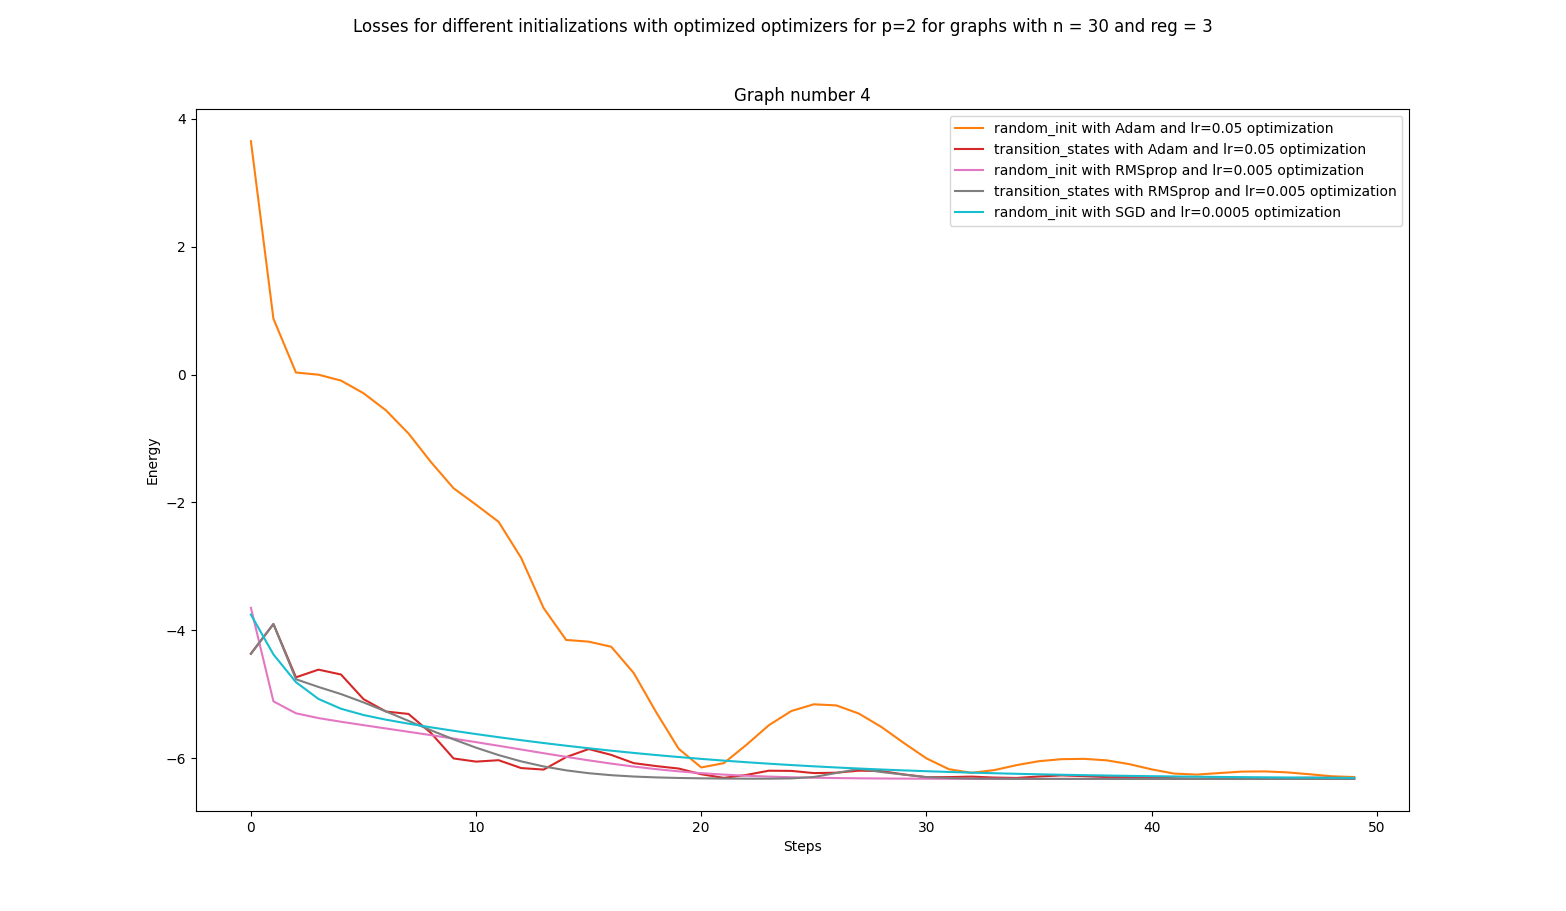 Losses for different initializations with optimized optimizers for p=2 for graphs with n = 30 and reg = 3
Graph number 4
random_init with Adam and lr=0.05 optimization
transition_states with Adam and lr=0.05 optimization
random_init with RMSprop and lr=0.005 optimization
transition_states with RMSprop and lr=0.005 optimization
random_init with SGD and lr=0.0005 optimization
4
2
0
−2
−4
−6
Energy
0 10 20 30 40 50
Steps